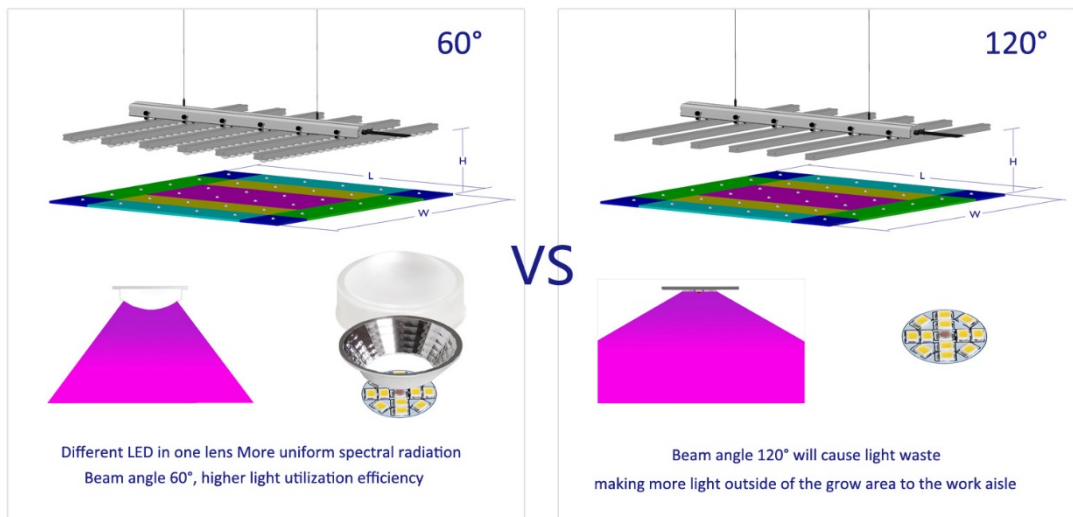 60°
H
L
W
Different LED in one lens More uniform spectral radiation
Beam angle 60°, higher light utilization efficiency
VS
120°
H
L
W
Beam angle 120° will cause light waste
making more light outside of the grow area to the work aisle